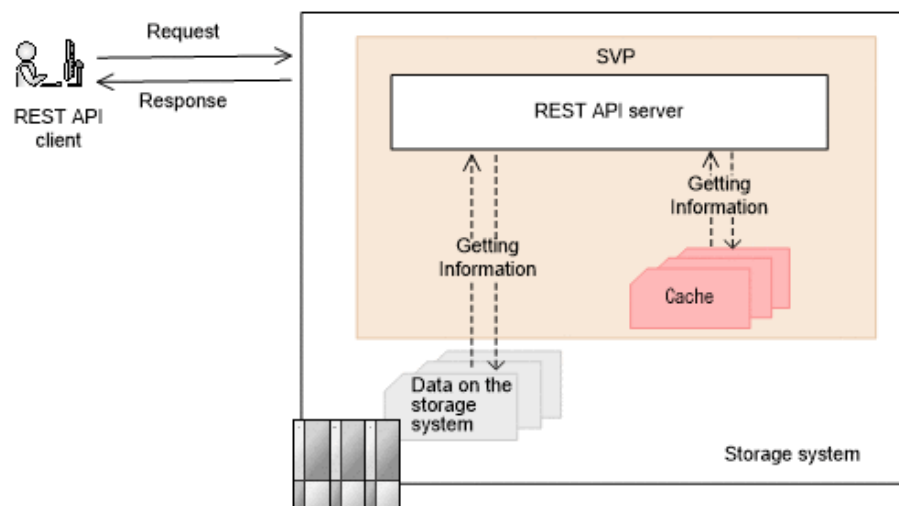 Request
Response
REST API
client
SVP
REST API server
Getting
Information
Getting
Information
Cache
Data on the
storage
system
Storage system